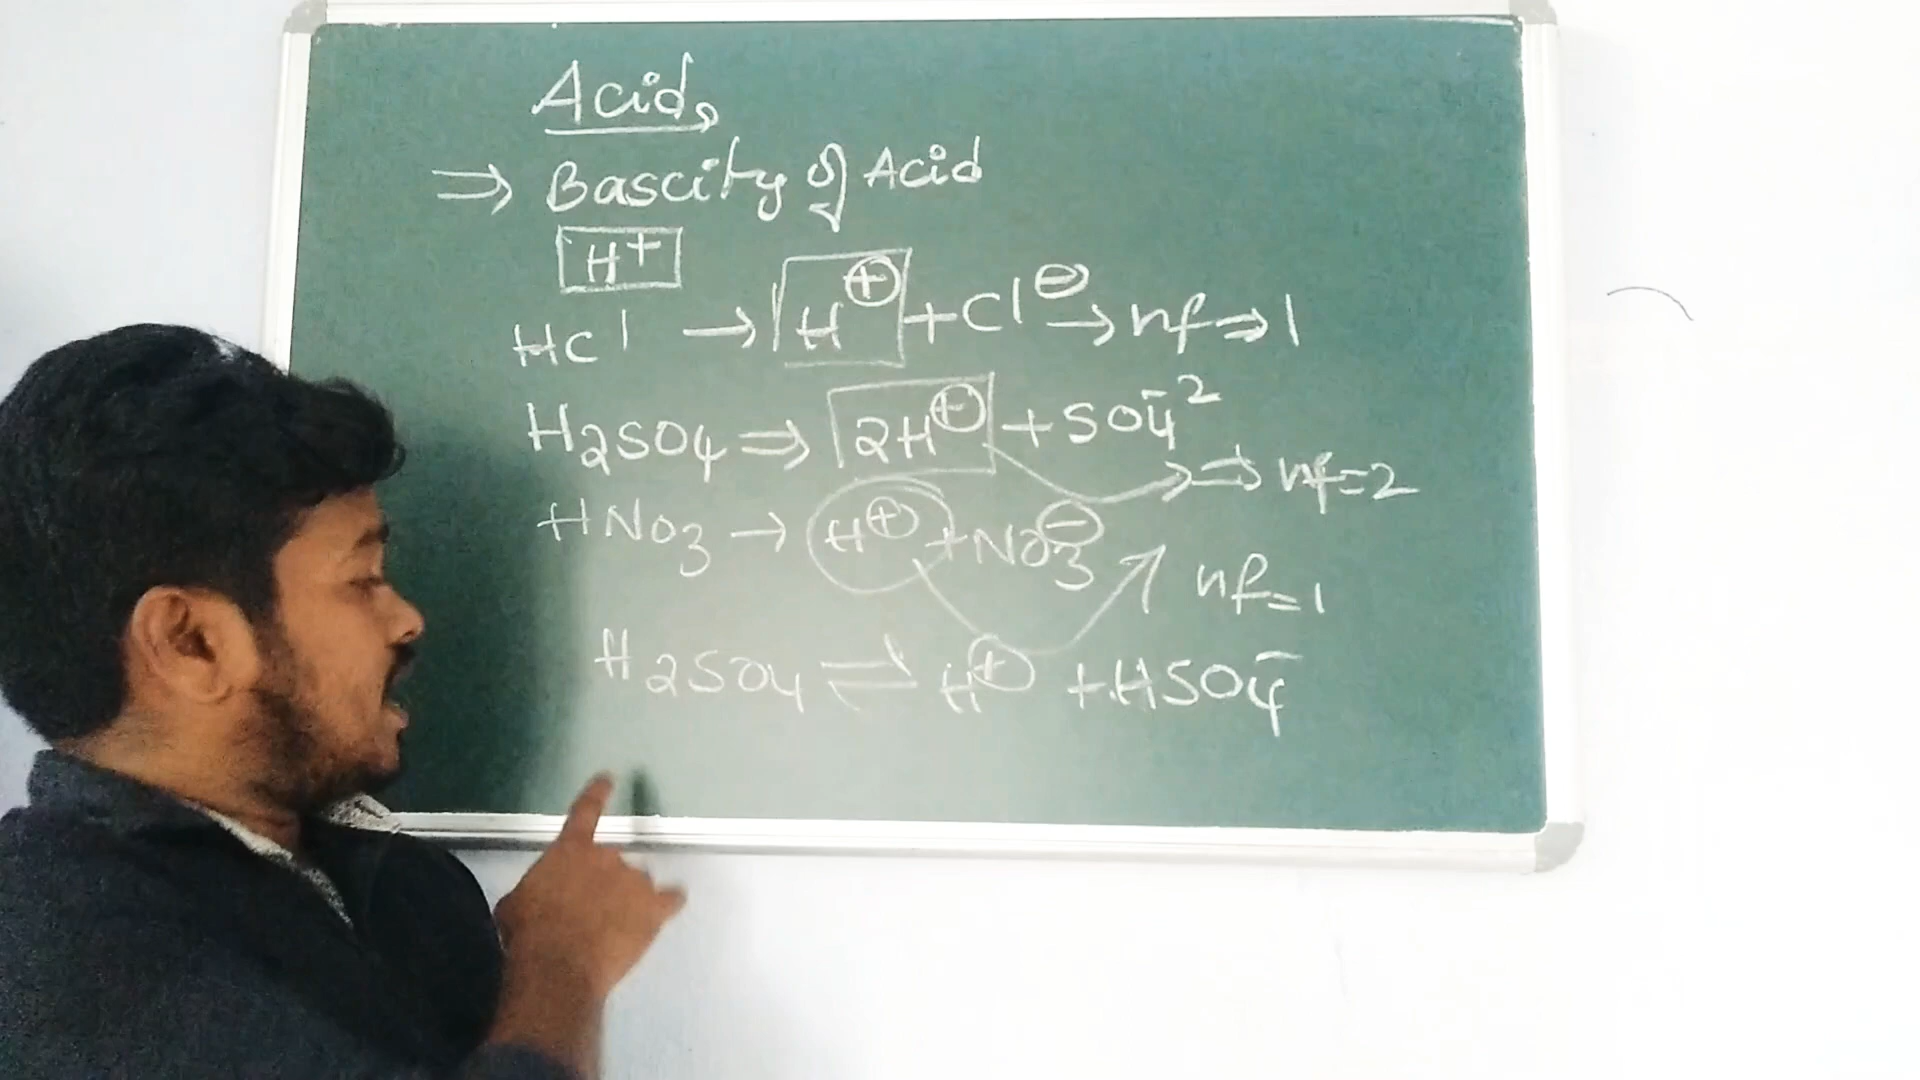 Acids
⇒ Bascity of Acid
H⁺
HCl → H⊕ + Cl⊖ → nf ⇒ 1
H₂SO₄ ⇒ 2H⊕ + SO₄⁻²
⇒ nf = 2
HNO₃ → H⊕ + NO₃⊖
nf = 1
H₂SO₄ ⇌ H⊕ + HSO₄⁻